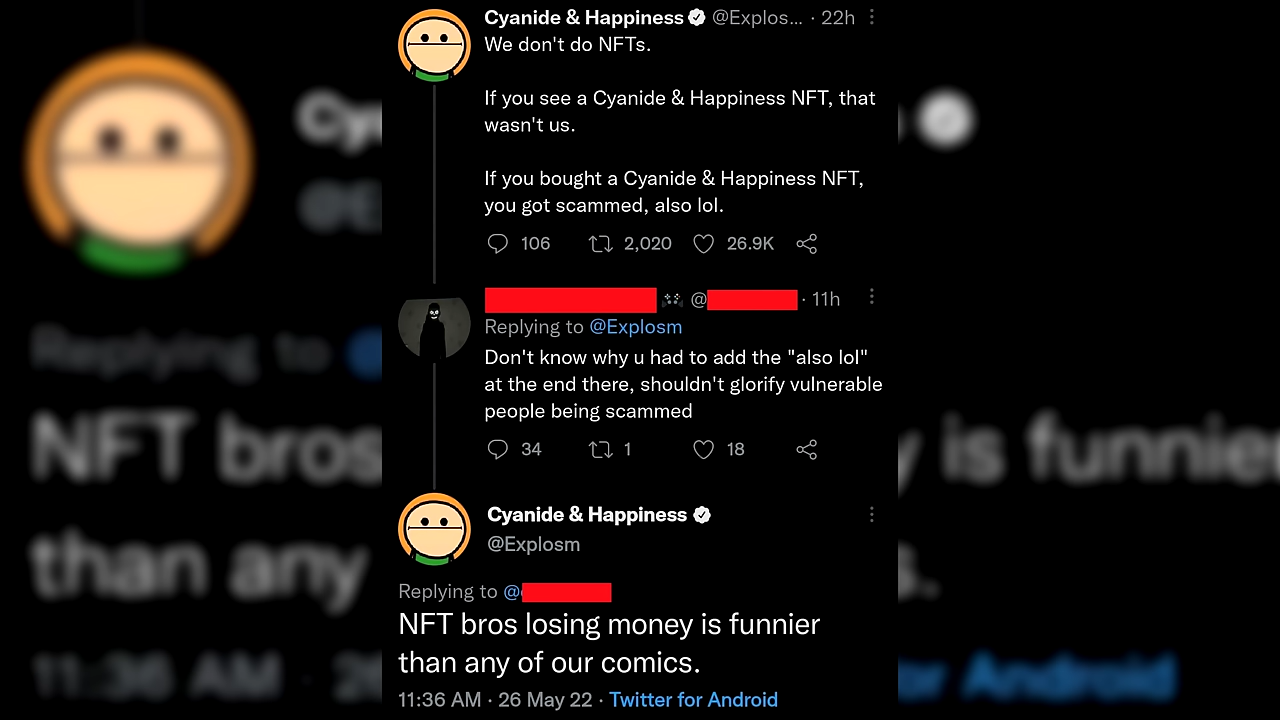 Cyanide & Happiness @Explos... · 22h
We don't do NFTs.
If you see a Cyanide & Happiness NFT, that
wasn't us.
If you bought a Cyanide & Happiness NFT,
you got scammed, also lol.
106 2,020 26.9K
@ · 11h
Replying to @Explosm
Don't know why u had to add the "also lol"
at the end there, shouldn't glorify vulnerable
people being scammed
34 1 18
Cyanide & Happiness
@Explosm
Replying to @
NFT bros losing money is funnier
than any of our comics.
11:36 AM · 26 May 22 · Twitter for Android